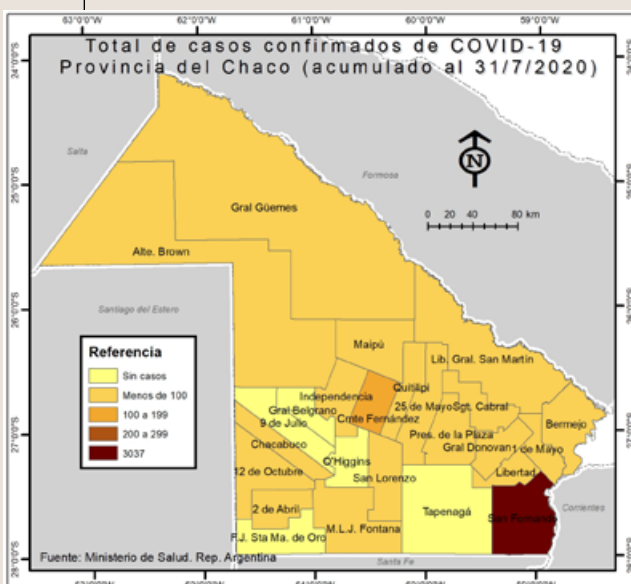 63°0'0"O 62°0'0"O 61°0'0"O 60°0'0"O 59°0'0"O
Total de casos confirmados de COVID-19
Provincia del Chaco (acumulado al 31/7/2020)
24°0'0"S
Salta
N
Formosa
25°0'0"S
Gral Güemes
0 20 40 80 km
Alte. Brown
26°0'0"S
Santiago del Estero
Maipú
Lib. Gral. San Martín
Referencia
Sin casos
Menos de 100
100 a 199
200 a 299
3037
Independencia
Quitilipi
Gral Belgrano
25 de Mayo
Sgt. Cabral
9 de Julio
Cmte Fernández
Bermejo
27°0'0"S
Chacabuco
Pres. de la Plaza
Gral Donovan
1 de Mayo
O'Higgins
12 de Octubre
San Lorenzo
Libertad
2 de Abril
Tapenagá
San Fernando
Corrientes
F.J. Sta Ma. de Oro
M.L.J. Fontana
Fuente: Ministerio de Salud. Rep. Argentina
Santa Fe
28°0'0"S